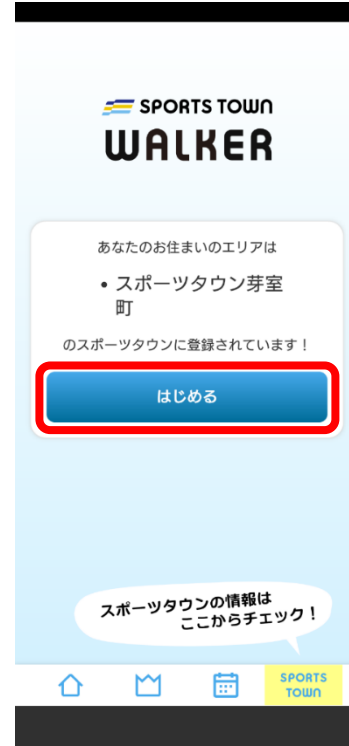 SPORTS TOWN
WALKER
あなたのお住まいのエリアは
• スポーツタウン芽室
町
のスポーツタウンに登録されています！
はじめる
スポーツタウンの情報は
ここからチェック！
SPORTS
TOWN